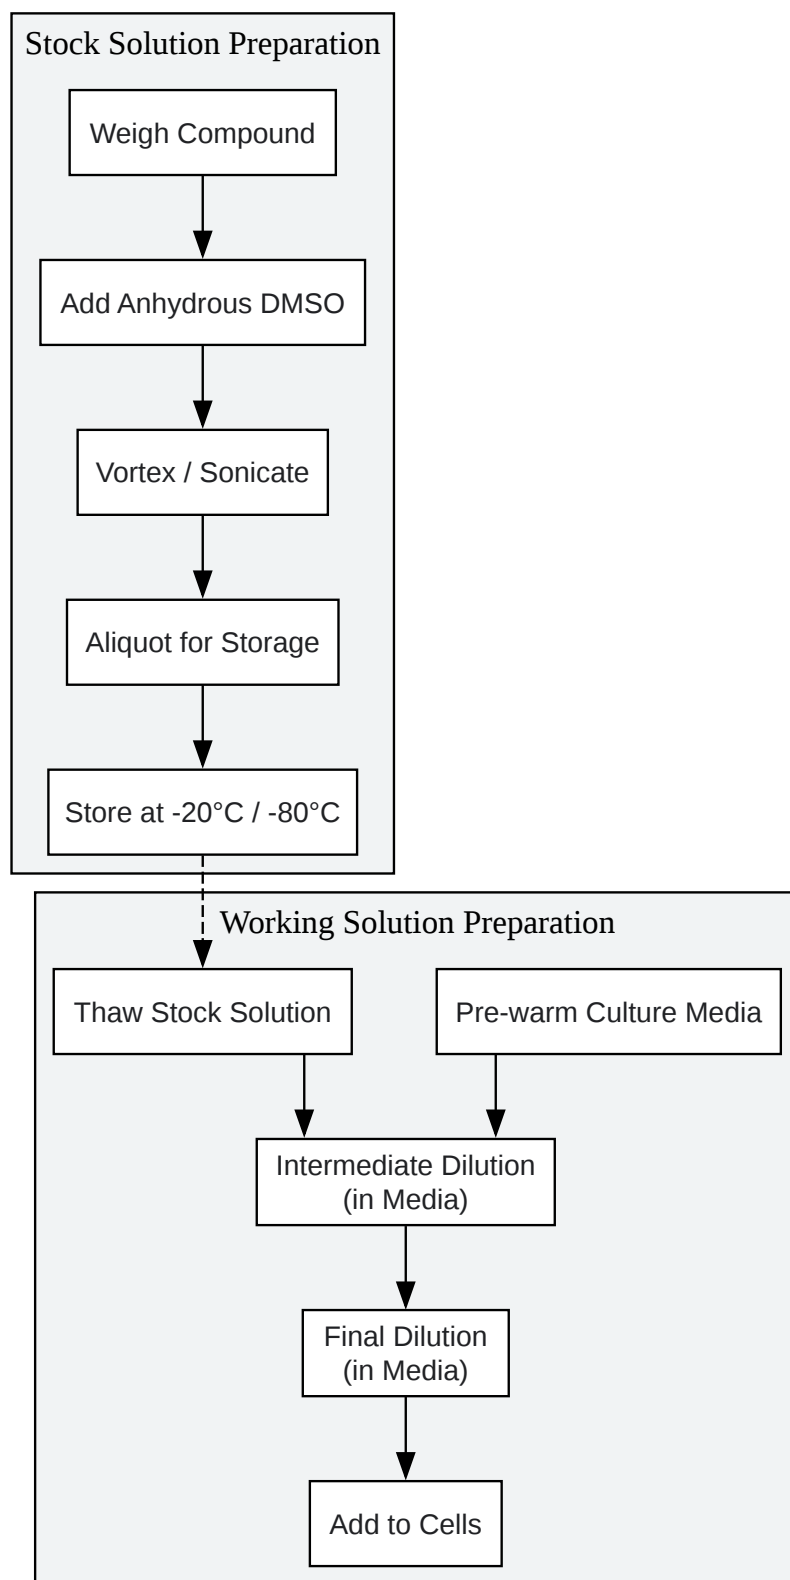 Stock Solution Preparation
Weigh Compound
Add Anhydrous DMSO
Vortex / Sonicate
Aliquot for Storage
Store at -20°C / -80°C
Working Solution Preparation
Thaw Stock Solution
Pre-warm Culture Media
Intermediate Dilution
(in Media)
Final Dilution
(in Media)
Add to Cells